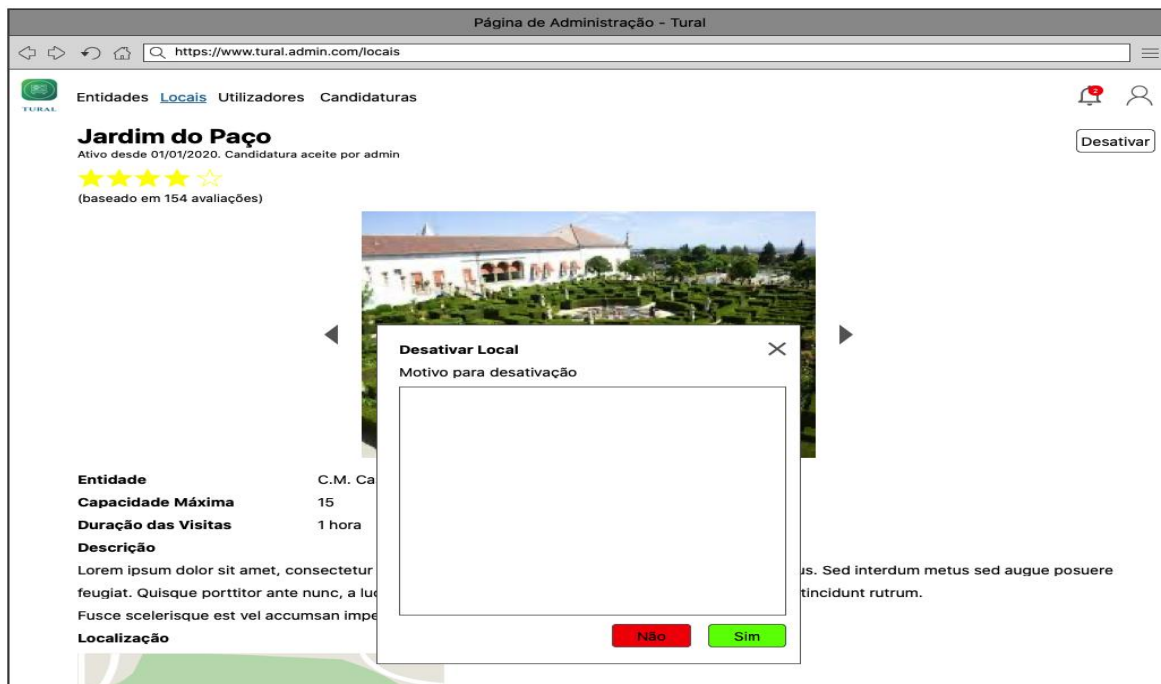 Página de Administração - Tural
https://www.tural.admin.com/locais
TURAL
Entidades Locais Utilizadores Candidaturas
2
Jardim do Paço
Desativar
Ativo desde 01/01/2020. Candidatura aceite por admin
(baseado em 154 avaliações)
Desativar Local
Motivo para desativação
Entidade C.M. Ca
Capacidade Máxima 15
Duração das Visitas 1 hora
Descrição
Lorem ipsum dolor sit amet, consectetur us. Sed interdum metus sed augue posuere
feugiat. Quisque porttitor ante nunc, a luc tincidunt rutrum.
Fusce scelerisque est vel accumsan impe
Não Sim
Localização